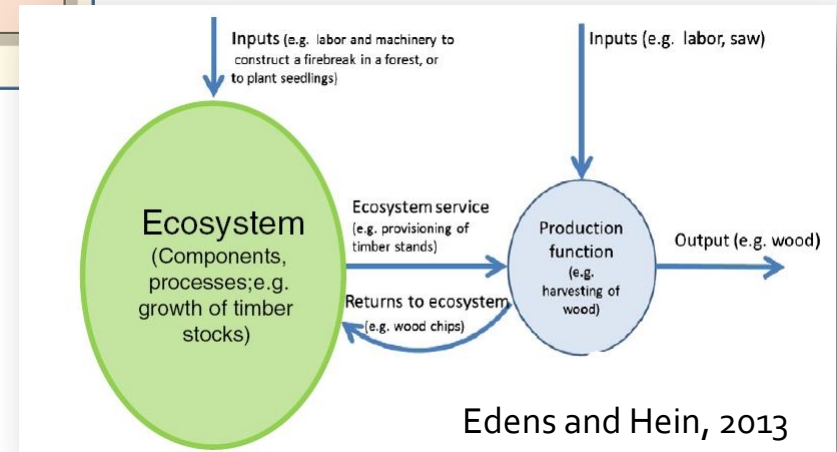 Inputs (e.g. labor and machinery to
construct a firebreak in a forest, or
to plant seedlings)
Inputs (e.g. labor, saw)
Ecosystem
(Components,
processes;e.g.
growth of timber
stocks)
Ecosystem service
(e.g. provisioning of
timber stands)
Returns to ecosystem
(e.g. wood chips)
Production
function
(e.g.
harvesting of
wood)
Output (e.g. wood)
Edens and Hein, 2013